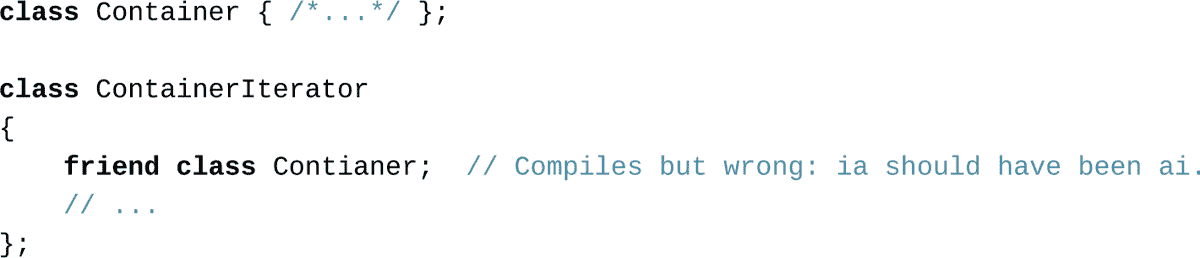 class Container { /*...*/ };
class ContainerIterator
{
friend class Contianer; // Compiles but wrong: ia should have been ai.
// ...
};